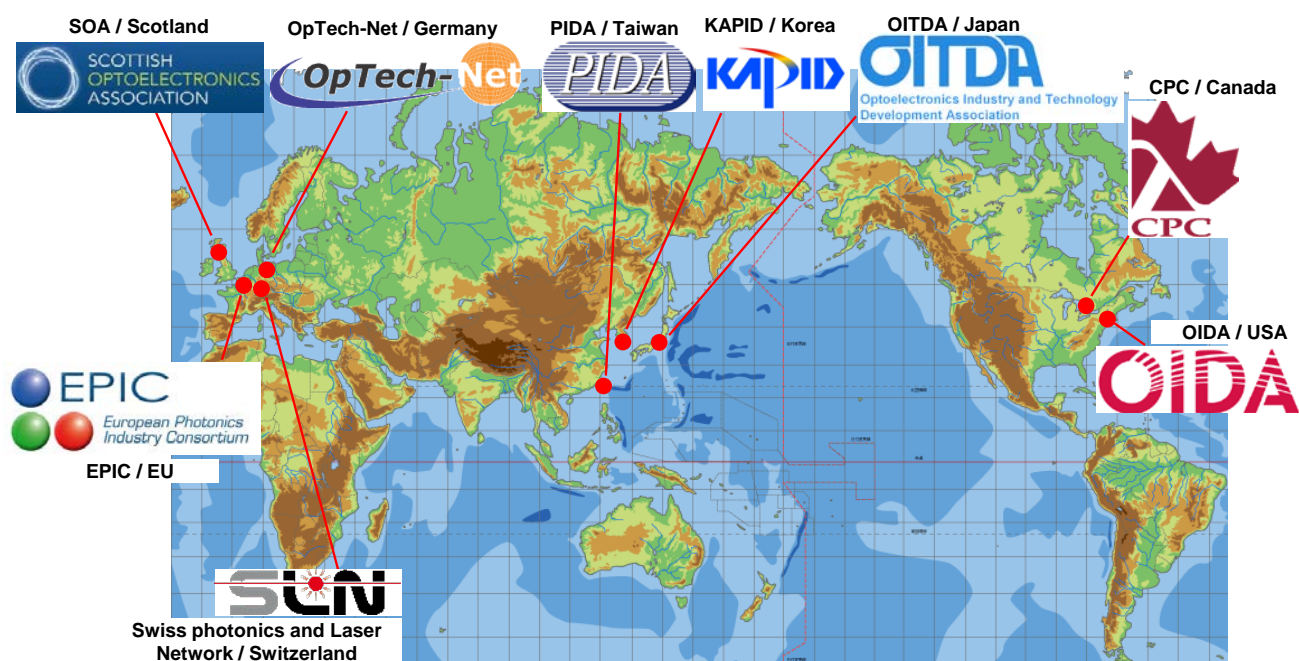 SOA / Scotland
OpTech-Net / Germany
PIDA / Taiwan
KAPID / Korea
OITDA / Japan
SCOTTISH
OPTOELECTRONICS
ASSOCIATION
OpTech-Net
PIDA
KAPID
OITDA
Optoelectronics Industry and Technology
Development Association
CPC / Canada
CPC
OIDA / USA
OIDA
EPIC
European Photonics
Industry Consortium
EPIC / EU
SLN
Swiss photonics and Laser
Network / Switzerland